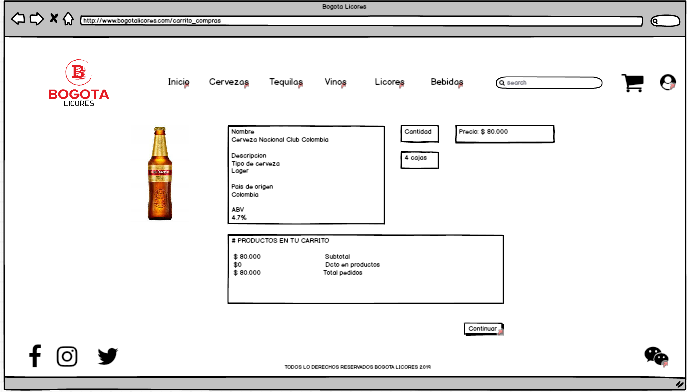 Bogota Licores
http://www.bogotalicores.com/carrito_compras
BOGOTA
LICORES
Inicio Cervezas Tequilas Vinos Licores Bebidas search
Nombre
Cerveza Nacional Club Colombia
Descripcion
Tipo de cerveza
Lager
Pais de origen
Colombia
ABV
4.7%
Cantidad
4 cajas
Precio: $ 80.000
# PRODUCTOS EN TU CARRITO
$ 80.000 Subtotal
$0 Dcto en productos
$ 80.000 Total pedidos
Continuar
TODOS LO DERECHOS RESERVADOS BOGOTA LICORES 2019